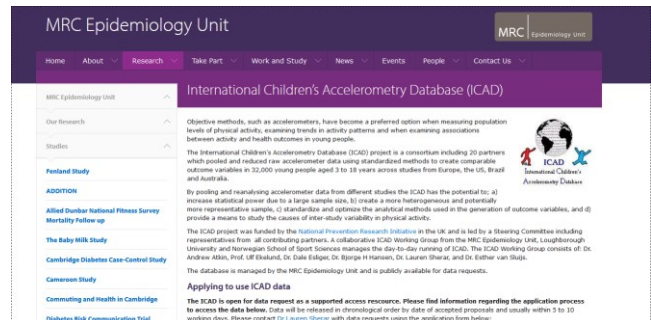 MRC Epidemiology Unit
MRC Epidemiology Unit
Home About Research Take Part Work and Study News Events People Contact Us
MRC Epidemiology Unit
Our Research
Studies
Fenland Study
ADDITION
Allied Dunbar National Fitness Survey
Mortality Follow up
The Baby Milk Study
Cambridge Diabetes Case-Control Study
Cameroon Study
Commuting and Health in Cambridge
Diabetes Risk Communication Trial
International Children's Accelerometry Database (ICAD)
Objective methods, such as accelerometers, have become a preferred option when measuring population
levels of physical activity, examining trends in activity patterns and when examining associations
between activity and health outcomes in young people.
The International Children's Accelerometry Database (ICAD) project is a consortium including 20 partners
which pooled and reduced raw accelerometer data using standardized methods to create comparable
outcome variables in 32,000 young people aged 3 to 18 years across studies from Europe, the US, Brazil
and Australia.
ICAD
International Children's
Accelerometry Database
By pooling and reanalysing accelerometer data from different studies the ICAD has the potential to; a)
increase statistical power due to a large sample size, b) create a more heterogeneous and potentially
more representative sample, c) standardize and optimize the analytical methods used in the generation of outcome variables, and d)
provide a means to study the causes of inter-study variability in physical activity.
The ICAD project was funded by the National Prevention Research Initiative in the UK and is led by a Steering Committee including
representatives from all contributing partners. A collaborative ICAD Working Group from the MRC Epidemiology Unit, Loughborough
University and Norwegian School of Sport Sciences manages the day-to-day running of ICAD. The ICAD Working Group consists of: Dr.
Andrew Atkin, Prof. Ulf Ekelund, Dr. Dale Esliger, Dr. Bjorge H Hansen, Dr. Lauren Sherar, and Dr. Esther van Sluijs.
The database is managed by the MRC Epidemiology Unit and is publicly available for data requests.
Applying to use ICAD data
The ICAD is open for data request as a supported access rescource. Please find information regarding the application process
to access the data below. Data will be released in chronological order by date of accepted proposals and usually within 5 to 10
working days. Please contact Dr Lauren Sherar with data requests using the application form below: